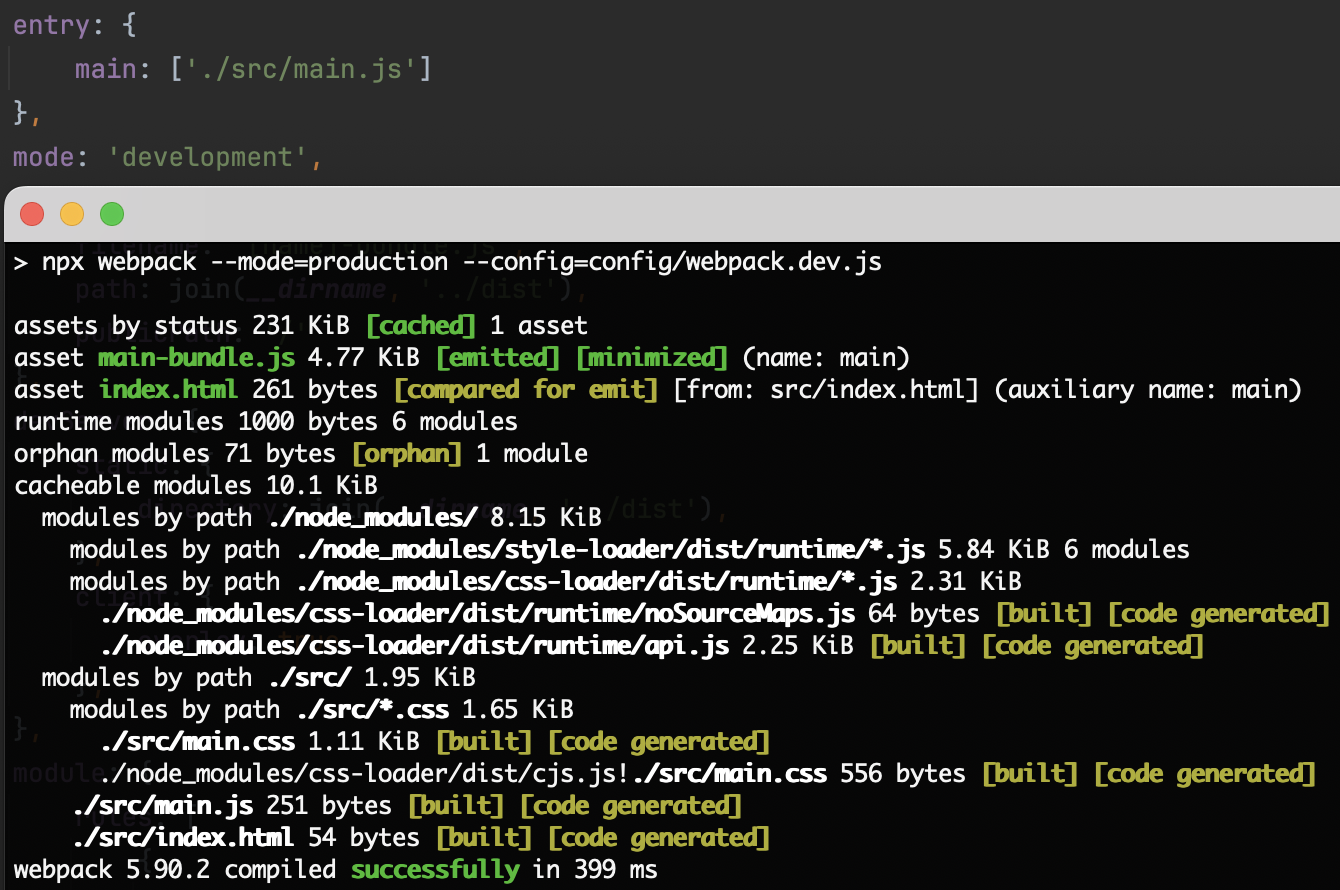 entry: {
    main: ['./src/main.js']
},
mode: 'development',
> npx webpack --mode=production --config=config/webpack.dev.js
path: join(__dirname, '../dist'),
assets by status 231 KiB [cached] 1 asset
asset main-bundle.js 4.77 KiB [emitted] [minimized] (name: main)
asset index.html 261 bytes [compared for emit] [from: src/index.html] (auxiliary name: main)
runtime modules 1000 bytes 6 modules
orphan modules 71 bytes [orphan] 1 module
cacheable modules 10.1 KiB
  modules by path ./node_modules/ 8.15 KiB
    modules by path ./node_modules/style-loader/dist/runtime/*.js 5.84 KiB 6 modules
    modules by path ./node_modules/css-loader/dist/runtime/*.js 2.31 KiB
      ./node_modules/css-loader/dist/runtime/noSourceMaps.js 64 bytes [built] [code generated]
      ./node_modules/css-loader/dist/runtime/api.js 2.25 KiB [built] [code generated]
  modules by path ./src/ 1.95 KiB
    modules by path ./src/*.css 1.65 KiB
      ./src/main.css 1.11 KiB [built] [code generated]
      ./node_modules/css-loader/dist/cjs.js!./src/main.css 556 bytes [built] [code generated]
    ./src/main.js 251 bytes [built] [code generated]
    ./src/index.html 54 bytes [built] [code generated]
webpack 5.90.2 compiled successfully in 399 ms